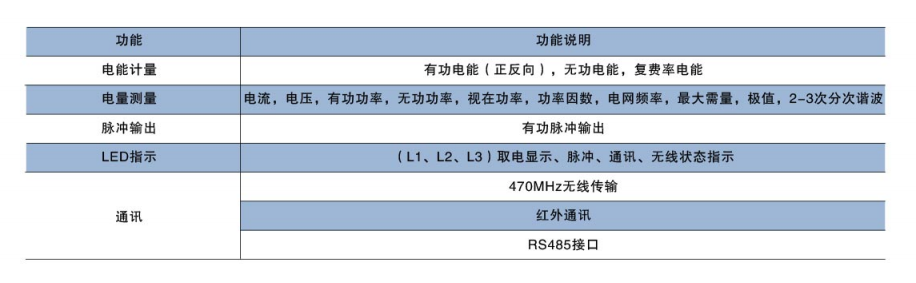 功能 功能说明
电能计量 有功电能（正反向），无功电能，复费率电能
电量测量 电流，电压，有功功率，无功功率，视在功率，功率因数，电网频率，最大需量，极值，2-3次分次谐波
脉冲输出 有功脉冲输出
LED指示 （L1、L2、L3）取电显示、脉冲、通讯、无线状态指示
470MHz无线传输
通讯 红外通讯
RS485接口